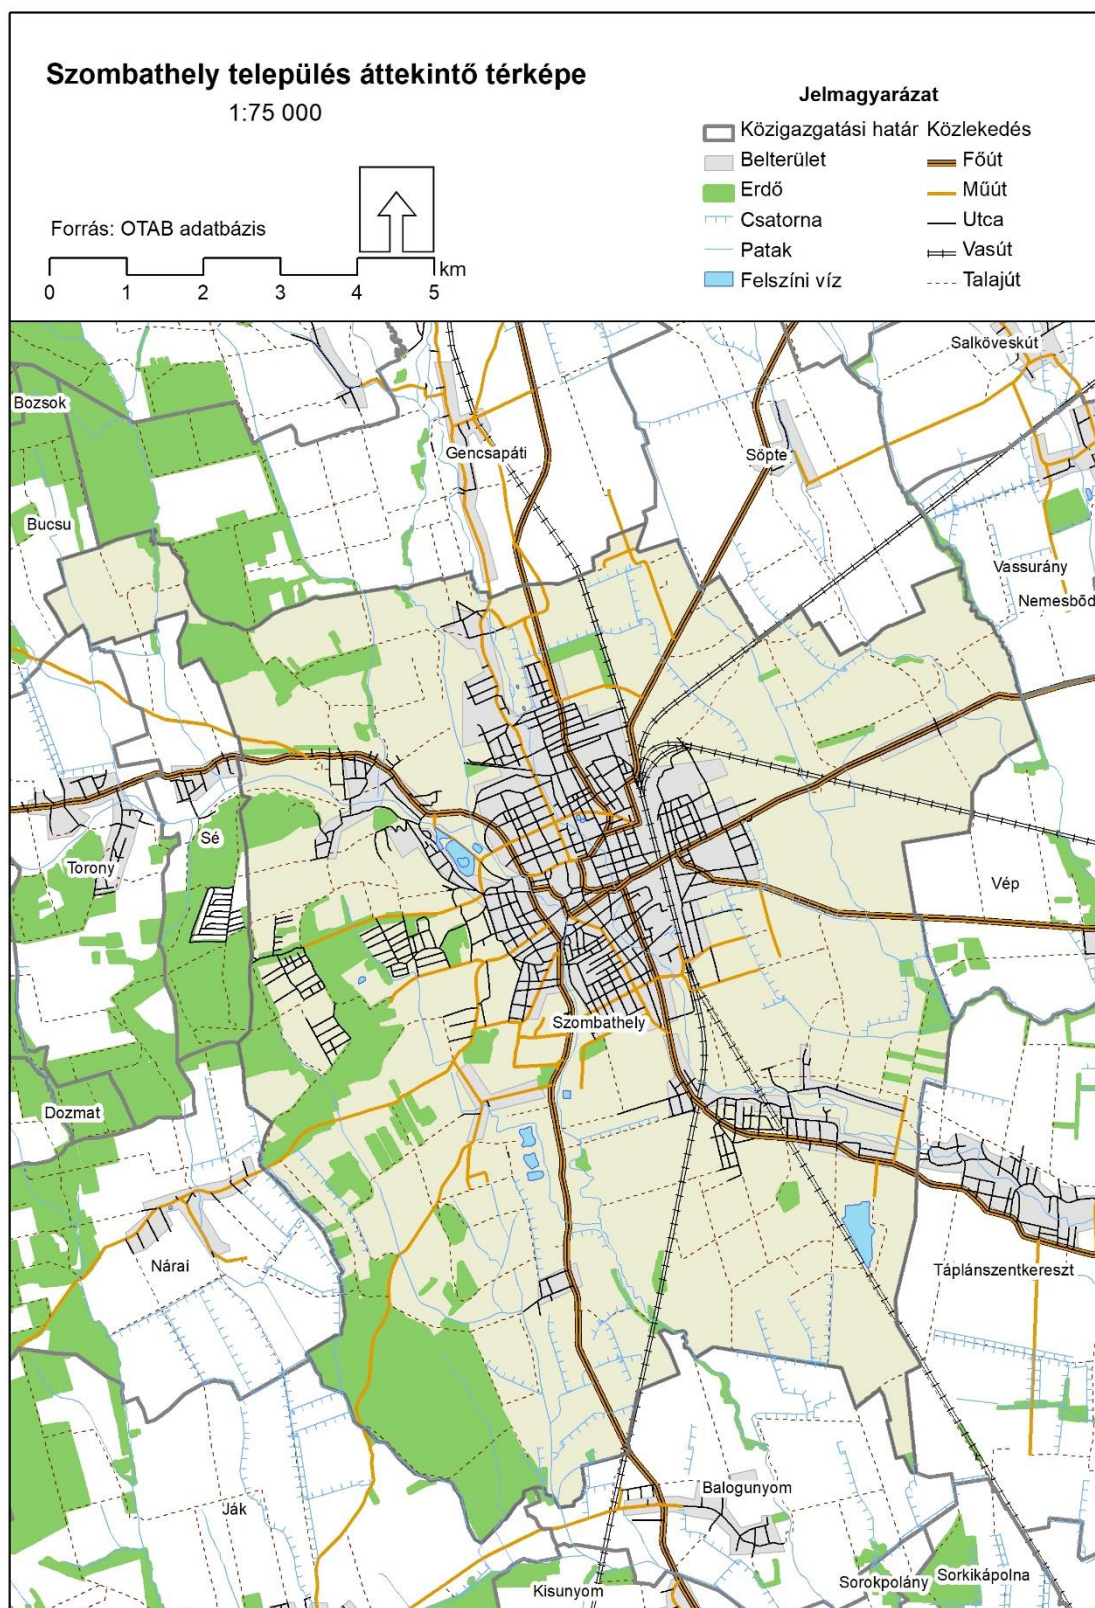 Szombathely település áttekintő térképe
1:75 000
Forrás: OTAB adatbázis
km
0 1 2 3 4 5
Jelmagyarázat
Közigazgatási határ
Belterület
Erdő
Csatorna
Patak
Felszíni víz
Közlekedés
Főút
Műút
Utca
Vasút
Talajút
Salköveskút
Bozsok
Gencsapáti
Söpte
Bucsu
Vassurány
Nemesbőd
Sé
Torony
Vép
Szombathely
Dozmat
Nárai
Táplánszentkereszt
Balogunyom
Ják
Kisunyom
Sorokpolány
Sorkikápolna